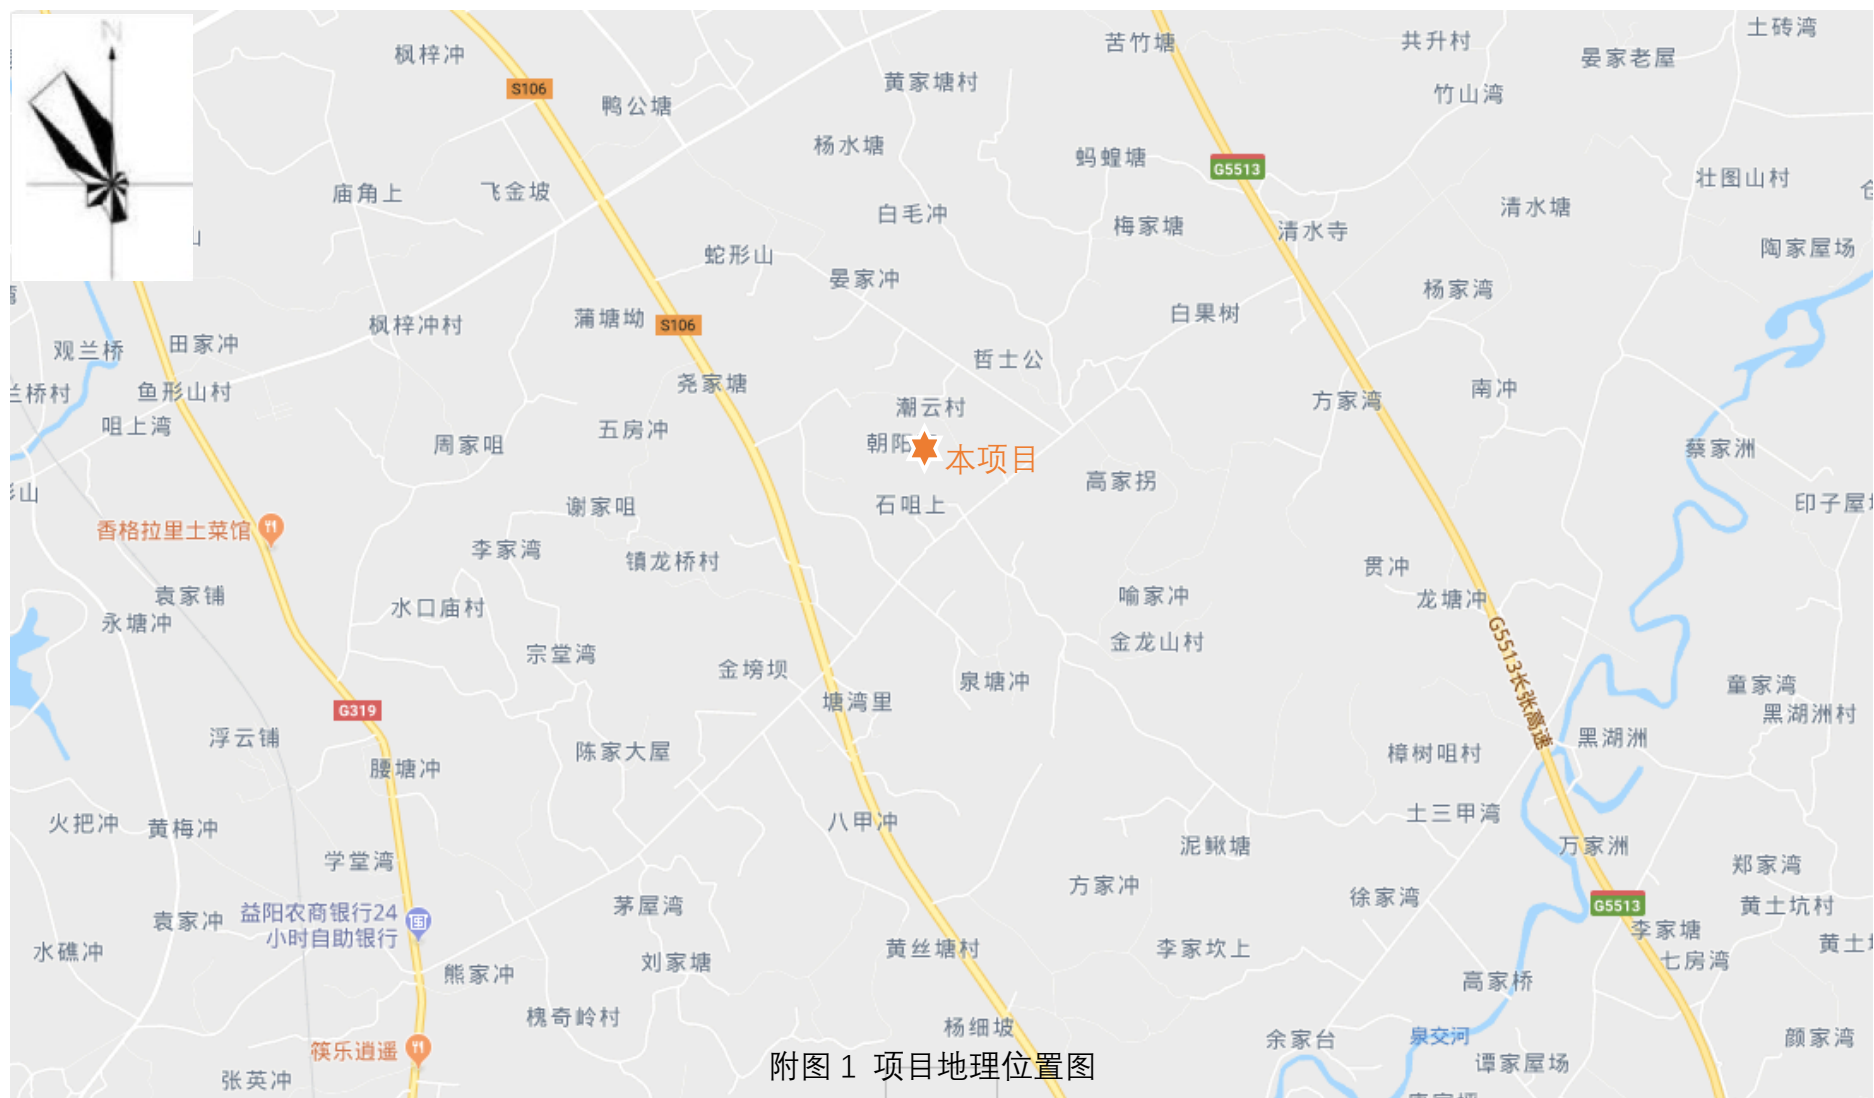 N
土砖湾
苦竹塘
共升村
枫梓冲
晏家老屋
黄家塘村
S106
竹山湾
鸭公塘
杨水塘
蚂蝗塘
G5513
壮图山村
庙角上
飞金坡
清水塘
白毛冲
梅家塘
清水寺
陶家屋场
蛇形山
晏家冲
杨家湾
白果树
蒲塘坳
枫梓冲村
S106
田家冲
观兰桥
哲士公
尧家塘
南冲
兰桥村
鱼形山村
方家湾
潮云村
咀上湾
五房冲
朝阳
周家咀
蔡家洲
本项目
高家拐
石咀上
印子屋
谢家咀
香格拉里土菜馆
李家湾
镇龙桥村
贯冲
袁家铺
喻家冲
龙塘冲
水口庙村
永塘冲
金龙山村
G5513长张高速
宗堂湾
金塝坝
泉塘冲
童家湾
塘湾里
G319
黑湖洲村
浮云铺
黑湖洲
陈家大屋
樟树咀村
腰塘冲
土三甲湾
火把冲
黄梅冲
八甲冲
泥鳅塘
万家洲
学堂湾
郑家湾
方家冲
徐家湾
茅屋湾
G5513
黄土坑村
益阳农商银行24
小时自助银行
袁家冲
李家塘
黄土
水礁冲
黄丝塘村
李家坎上
刘家塘
七房湾
熊家冲
高家桥
槐奇岭村
杨细坡
余家台
泉交河
颜家湾
筷乐逍遥
谭家屋场
附图 1 项目地理位置图
张英冲